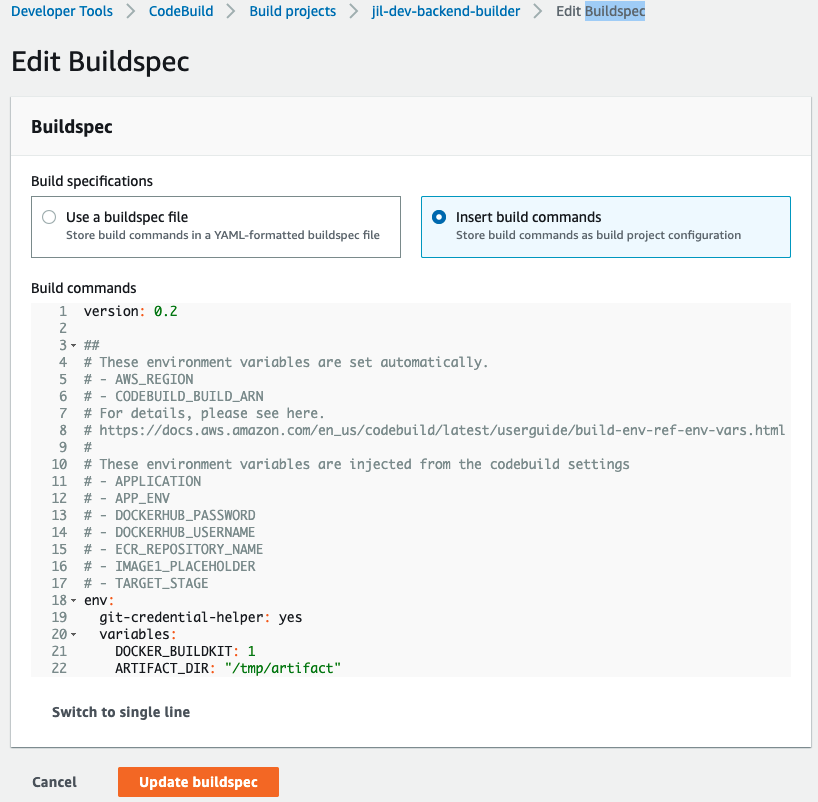 Developer Tools > CodeBuild > Build projects > jil-dev-backend-builder > Edit Buildspec
Edit Buildspec
Buildspec
Build specifications
Use a buildspec file
Store build commands in a YAML-formatted buildspec file
Insert build commands
Store build commands as build project configuration
Build commands
1 version: 0.2
2
3 ##
4 # These environment variables are set automatically.
5 # - AWS_REGION
6 # - CODEBUILD_BUILD_ARN
7 # For details, please see here.
8 # https://docs.aws.amazon.com/en_us/codebuild/latest/userguide/build-env-ref-env-vars.html
9 #
10 # These environment variables are injected from the codebuild settings
11 # - APPLICATION
12 # - APP_ENV
13 # - DOCKERHUB_PASSWORD
14 # - DOCKERHUB_USERNAME
15 # - ECR_REPOSITORY_NAME
16 # - IMAGE1_PLACEHOLDER
17 # - TARGET_STAGE
18 env:
19   git-credential-helper: yes
20   variables:
21     DOCKER_BUILDKIT: 1
22     ARTIFACT_DIR: "/tmp/artifact"
Switch to single line
Cancel
Update buildspec